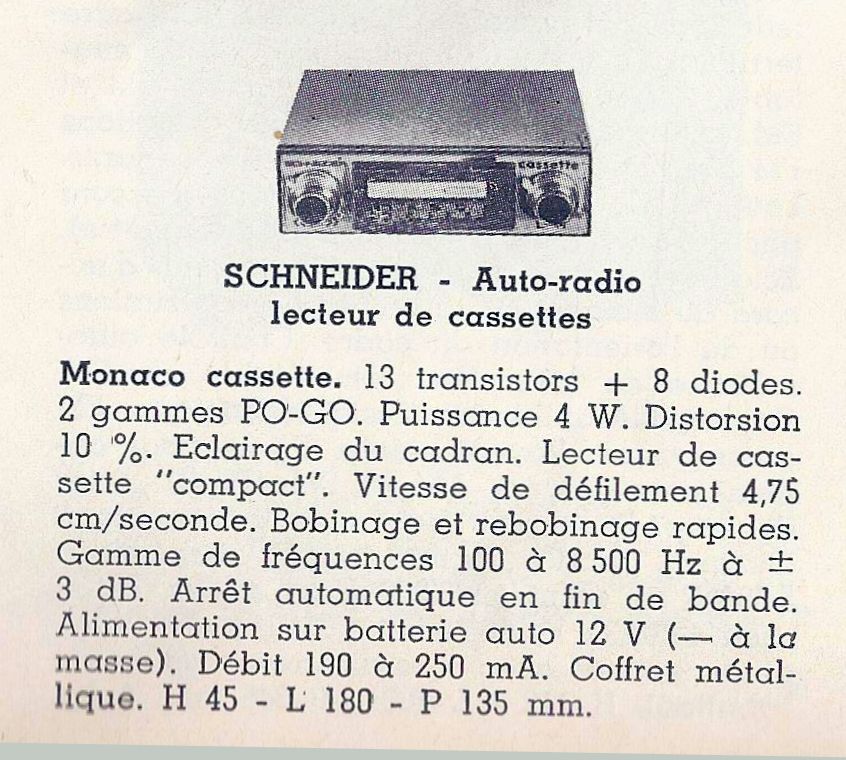 SCHNEIDER
cassette
SCHNEIDER - Auto-radio
lecteur de cassettes
Monaco cassette. 13 transistors + 8 diodes.
2 gammes PO-GO. Puissance 4 W. Distorsion
10 %. Eclairage du cadran. Lecteur de cas-
sette "compact". Vitesse de défilement 4,75
cm/seconde. Bobinage et rebobinage rapides.
Gamme de fréquences 100 à 8 500 Hz à ±
3 dB. Arrêt automatique en fin de bande.
Alimentation sur batterie auto 12 V (— à la
masse). Débit 190 à 250 mA. Coffret métal-
lique. H 45 - L 180 - P 135 mm.